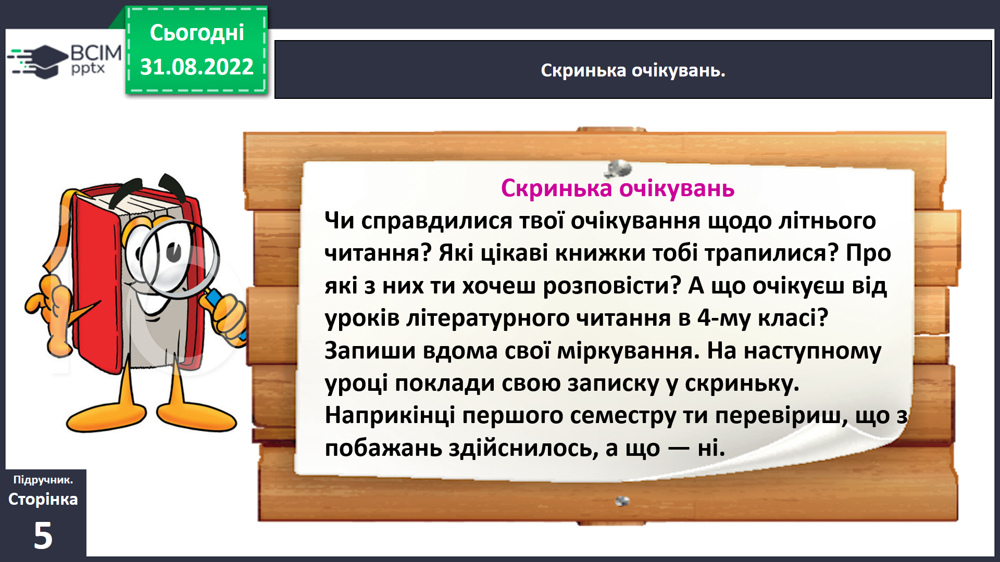 Сьогодні
31.08.2022
BCIM
pptx
Скринька очікувань.
Скринька очікувань
Чи справдилися твої очікування щодо літнього
читання? Які цікаві книжки тобі трапилися? Про
які з них ти хочеш розповісти? А що очікуєш від
уроків літературного читання в 4-му класі?
Запиши вдома свої міркування. На наступному
уроці поклади свою записку у скриньку.
Наприкінці першого семестру ти перевіриш, що з
побажань здійснилось, а що — ні.
Підручник.
Сторінка
5